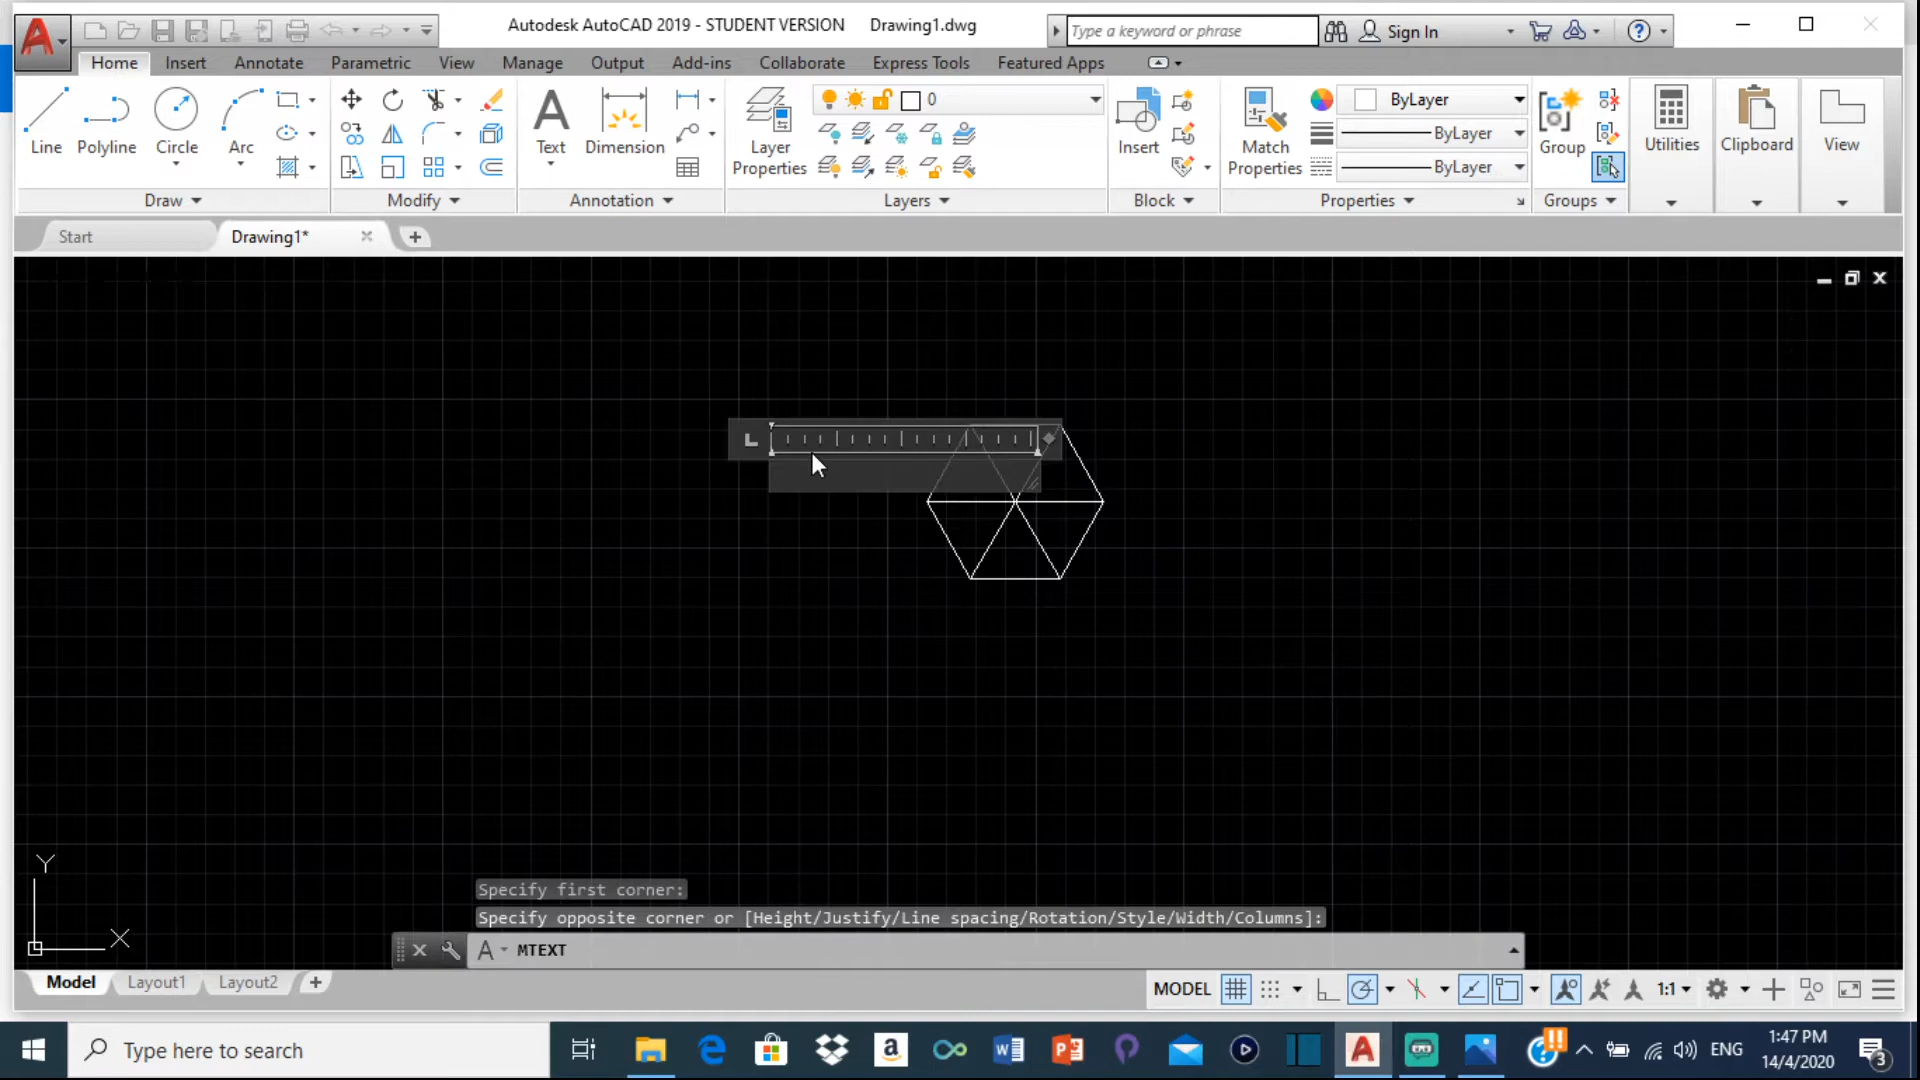 Autodesk AutoCAD 2019 - STUDENT VERSION Drawing1.dwg
Type a keyword or phrase
Sign In
Home Insert Annotate Parametric View Manage Output Add-ins Collaborate Express Tools Featured Apps
Line Polyline Circle Arc
Text Dimension
Layer Properties
0
Insert
Match Properties
ByLayer
ByLayer
ByLayer
Group
Utilities
Clipboard
View
Draw Modify Annotation Layers Block Properties Groups
Start Drawing1*
Y
X
Specify first corner:
Specify opposite corner or [Height/Justify/Line spacing/Rotation/Style/Width/Columns]:
MTEXT
Model Layout1 Layout2
MODEL
1:1
Type here to search
ENG
1:47 PM
14/4/2020
3